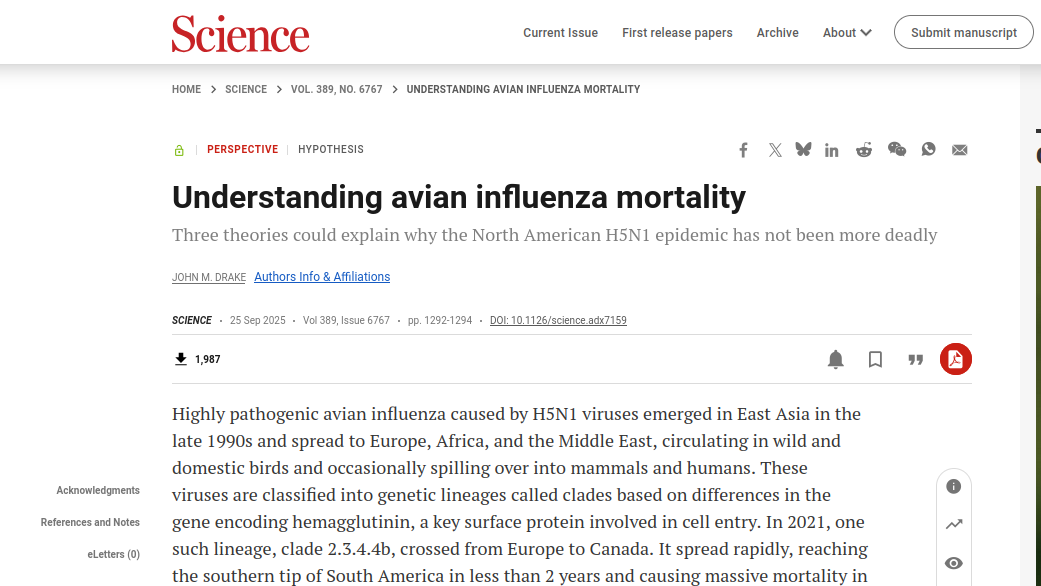 Science
Current Issue First release papers Archive About Submit manuscript
HOME > SCIENCE > VOL. 389, NO. 6767 > UNDERSTANDING AVIAN INFLUENZA MORTALITY
PERSPECTIVE | HYPOTHESIS
Understanding avian influenza mortality
Three theories could explain why the North American H5N1 epidemic has not been more deadly
JOHN M. DRAKE Authors Info & Affiliations
SCIENCE · 25 Sep 2025 · Vol 389, Issue 6767 · pp. 1292-1294 · DOI: 10.1126/science.adx7159
1,987
Highly pathogenic avian influenza caused by H5N1 viruses emerged in East Asia in the
late 1990s and spread to Europe, Africa, and the Middle East, circulating in wild and
domestic birds and occasionally spilling over into mammals and humans. These
viruses are classified into genetic lineages called clades based on differences in the
gene encoding hemagglutinin, a key surface protein involved in cell entry. In 2021, one
such lineage, clade 2.3.4.4b, crossed from Europe to Canada. It spread rapidly, reaching
the southern tip of South America in less than 2 years and causing massive mortality in
Acknowledgments
References and Notes
eLetters (0)